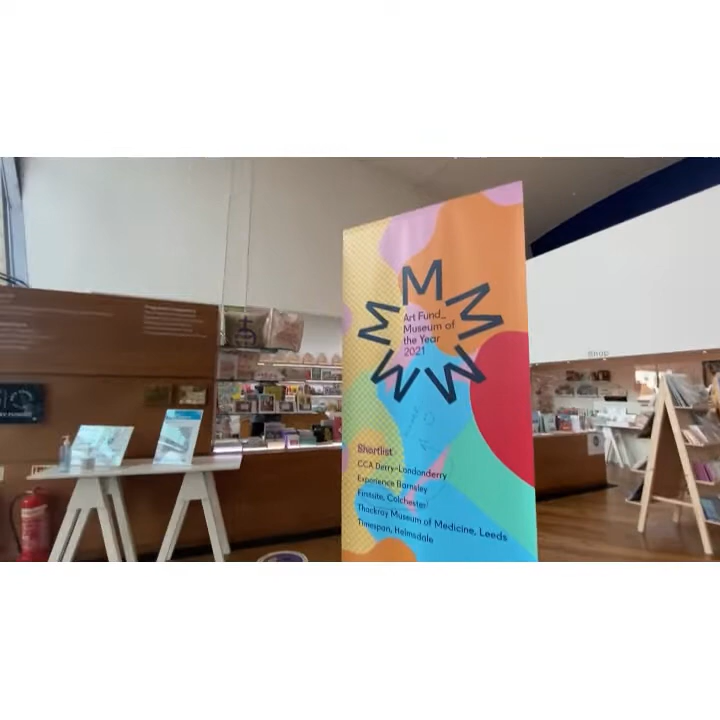 Art Fund_
Museum of
the Year
2021
Shortlist
CCA Derry~Londonderry
Experience Barnsley
Firstsite, Colchester
Thackray Museum of Medicine, Leeds
Timespan, Helmsdale
Shop